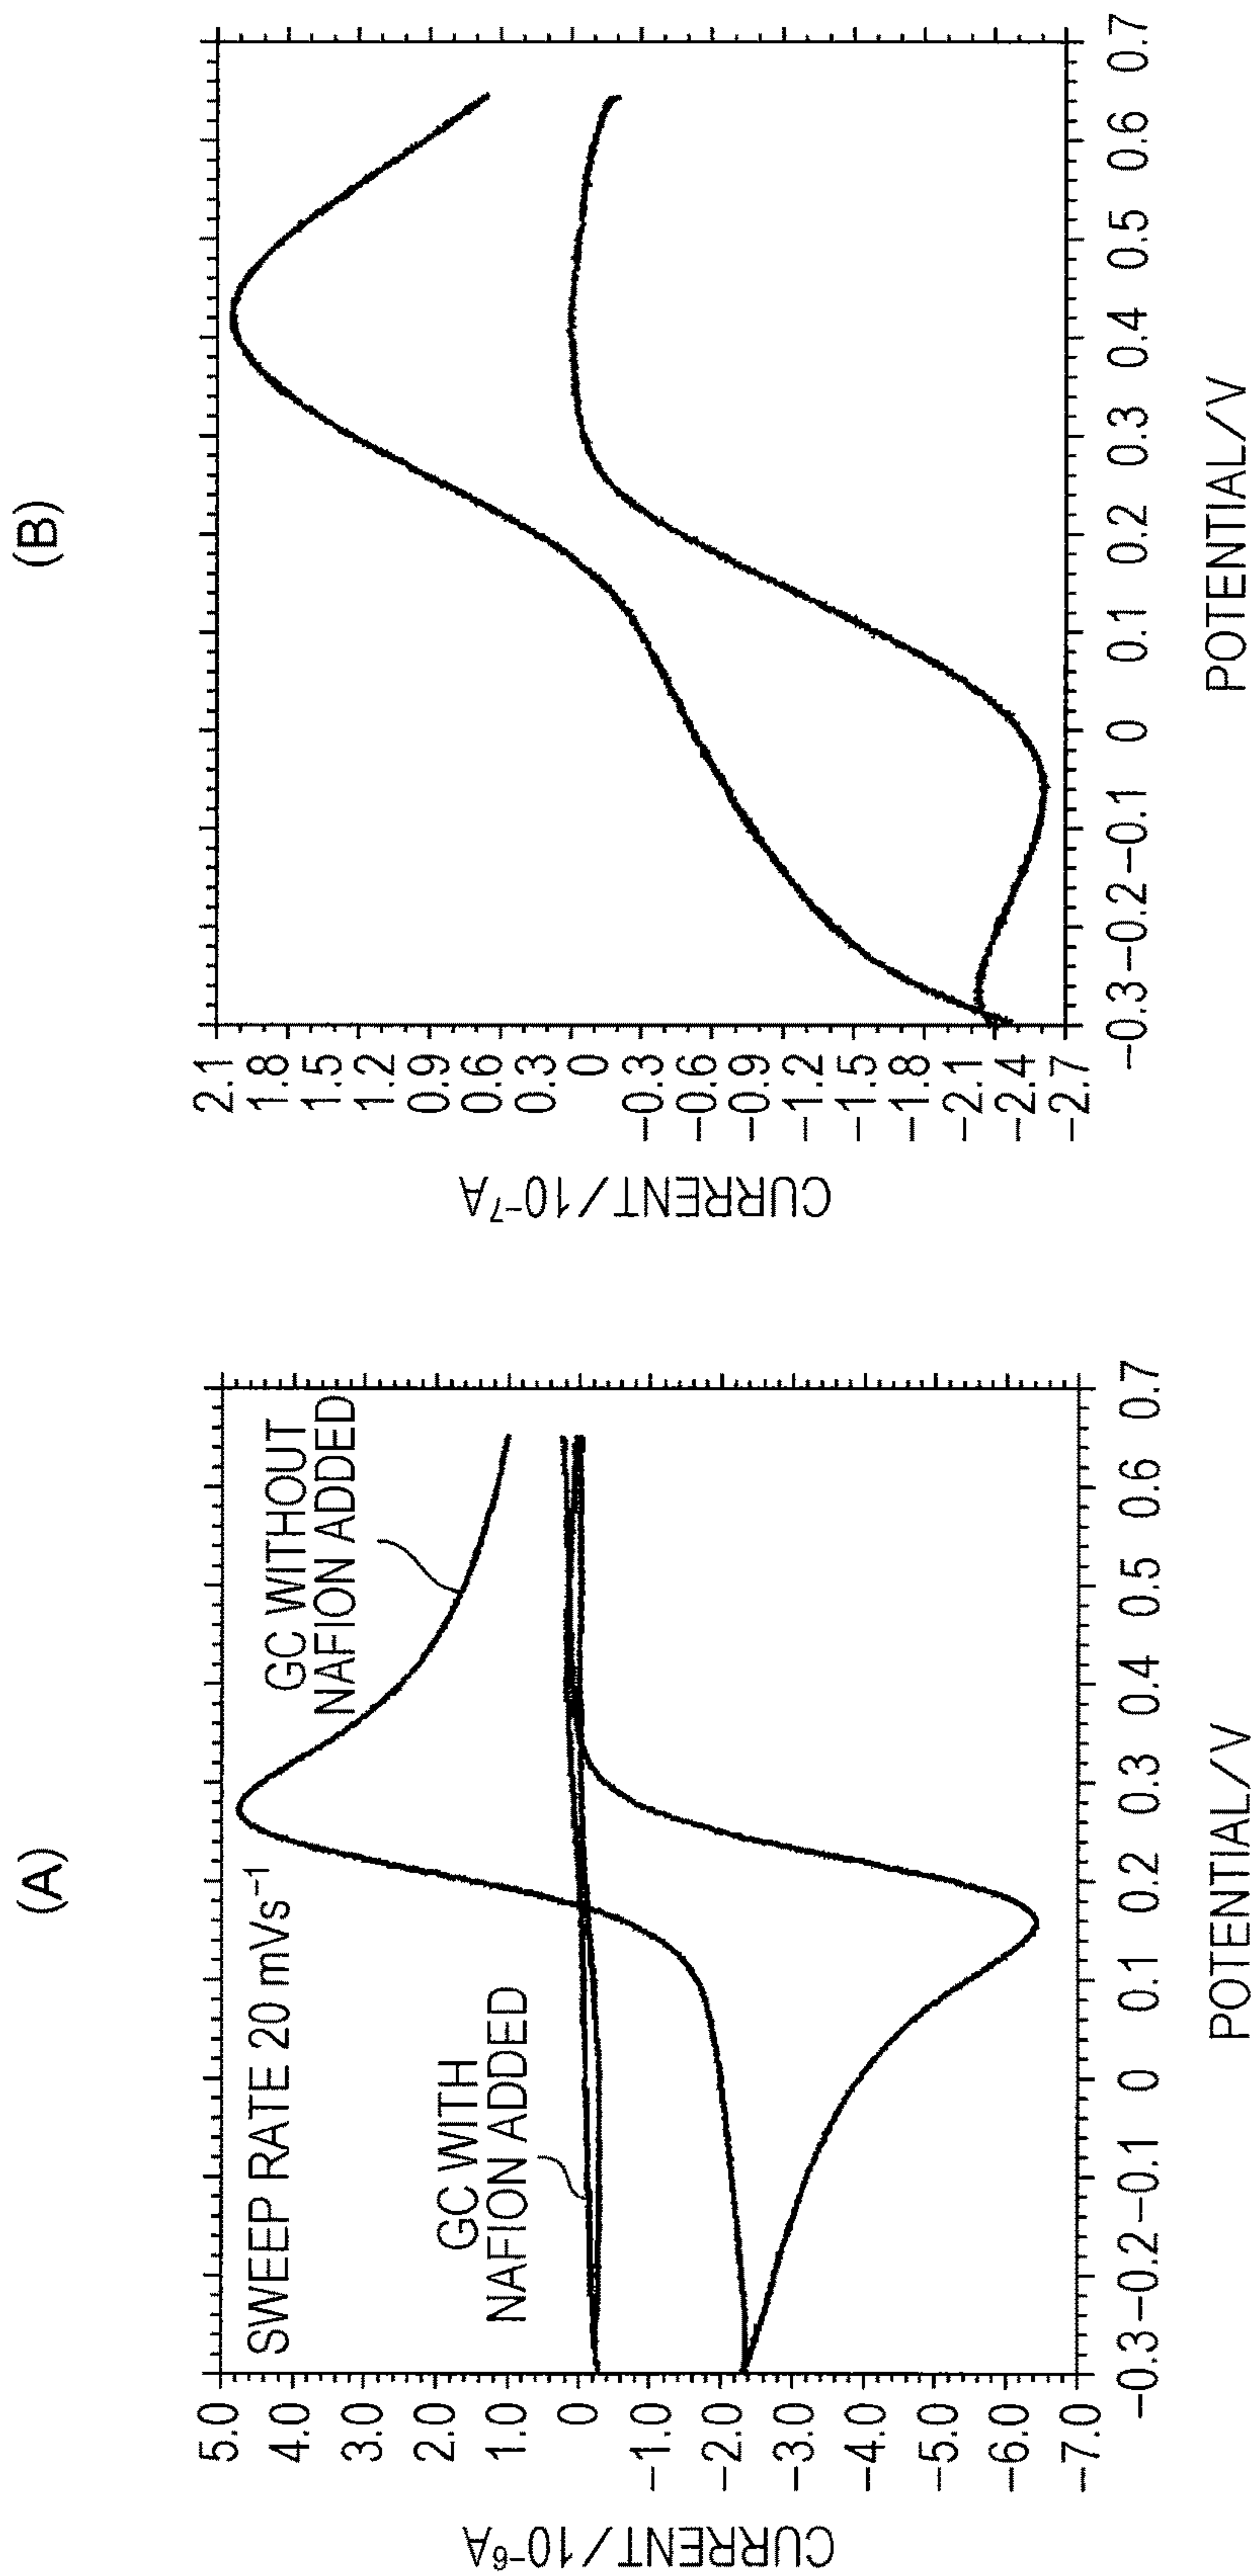 (A)
SWEEP RATE 20 mVs⁻¹
GC WITHOUT
NAFION ADDED
GC WITH
NAFION ADDED
CURRENT/10⁻⁶A
5.0
4.0
3.0
2.0
1.0
0.0
−1.0
−2.0
−3.0
−4.0
−5.0
−6.0
−7.0
−0.3 −0.2 −0.1 0 0.1 0.2 0.3 0.4 0.5 0.6 0.7
POTENTIAL/V
(B)
CURRENT/10⁻⁷A
2.1
1.8
1.5
1.2
0.9
0.6
0.3
0
−0.3
−0.6
−0.9
−1.2
−1.5
−1.8
−2.1
−2.4
−2.7
−0.3 −0.2 −0.1 0 0.1 0.2 0.3 0.4 0.5 0.6 0.7
POTENTIAL/V